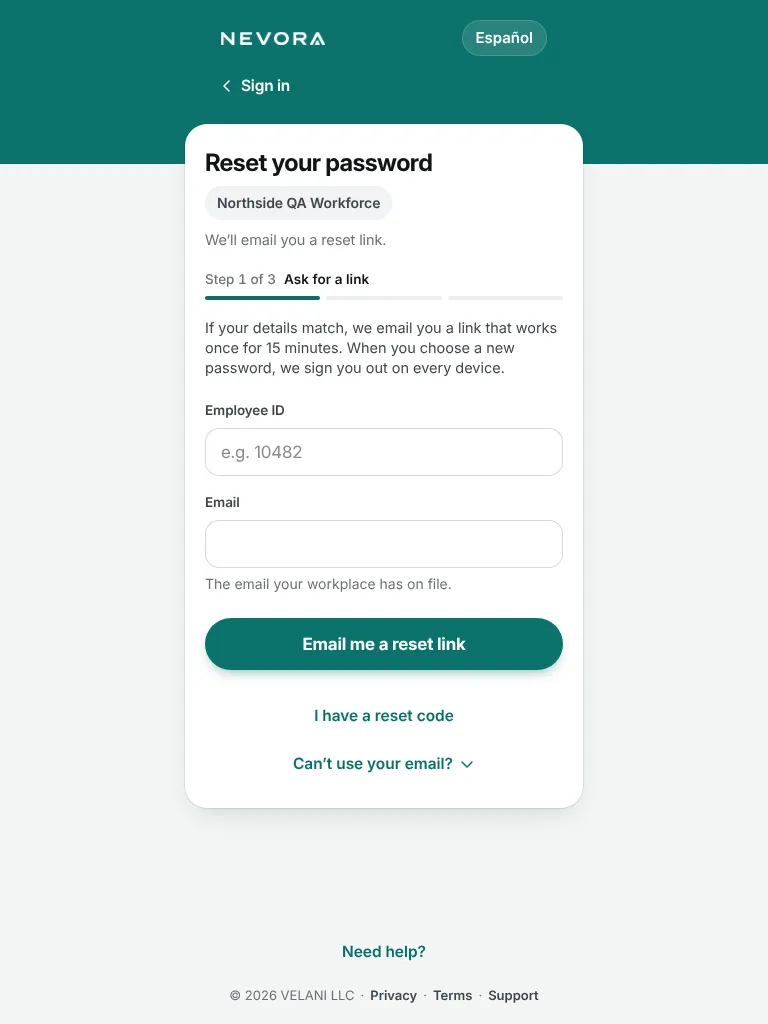 NEVORA
Español
Sign in
Reset your password
Northside QA Workforce
We’ll email you a reset link.
Step 1 of 3 Ask for a link
If your details match, we email you a link that works
once for 15 minutes. When you choose a new
password, we sign you out on every device.
Employee ID
e.g. 10482
Email
The email your workplace has on file.
Email me a reset link
I have a reset code
Can’t use your email?
Need help?
© 2026 VELANI LLC · Privacy · Terms · Support